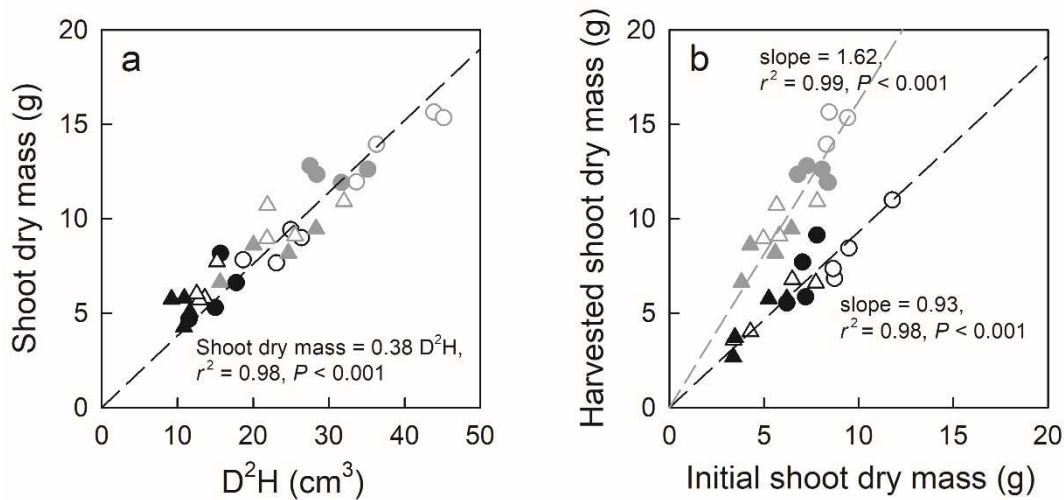 a
Shoot dry mass (g)
20
15
10
5
0
Shoot dry mass = 0.38 D²H,
r² = 0.98, P < 0.001
0 10 20 30 40 50
D²H (cm³)
b
Harvested shoot dry mass (g)
20
15
10
5
0
slope = 1.62,
r² = 0.99, P < 0.001
slope = 0.93,
r² = 0.98, P < 0.001
0 5 10 15 20
Initial shoot dry mass (g)